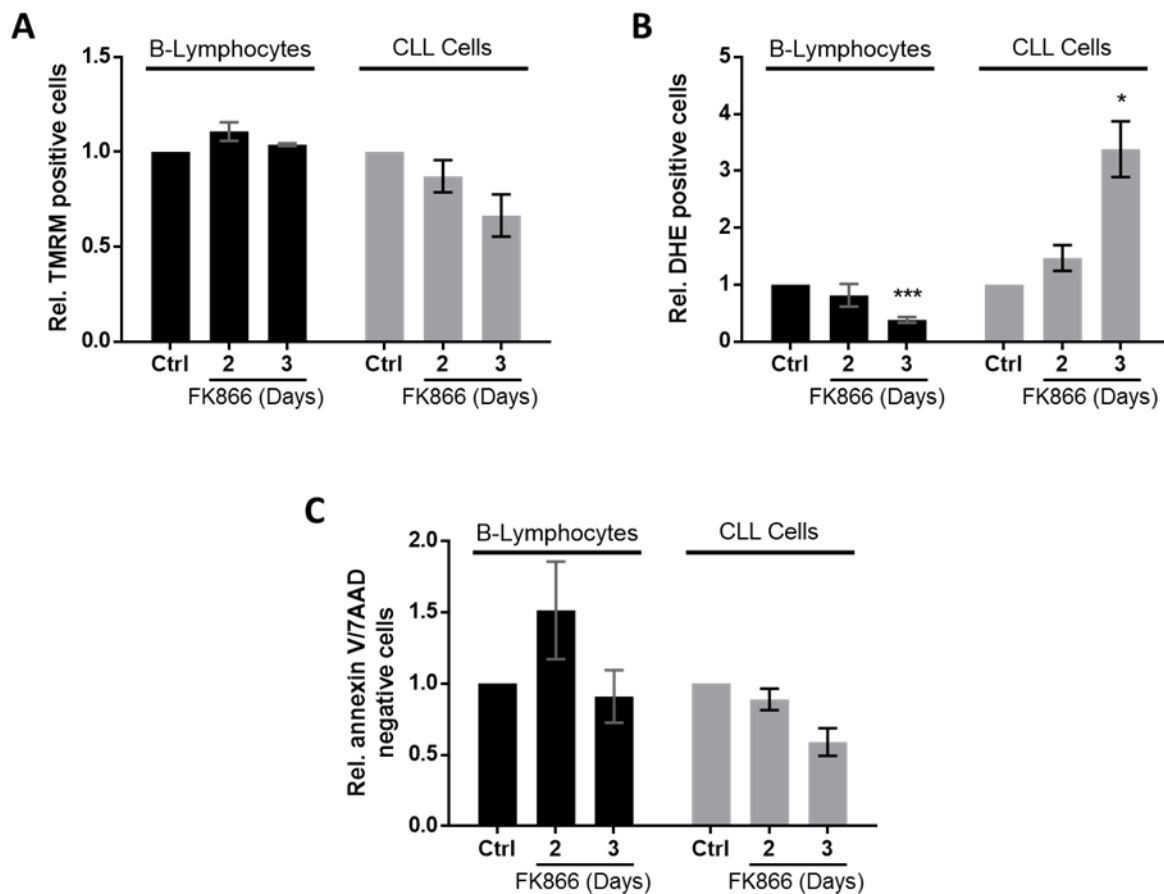 A
B-Lymphocytes CLL Cells
Rel. TMRM positive cells
1.5
1.0
0.5
0.0
Ctrl 2 3 Ctrl 2 3
FK866 (Days) FK866 (Days)
B
B-Lymphocytes CLL Cells
Rel. DHE positive cells
5
4
3
2
1
0
*
***
Ctrl 2 3 Ctrl 2 3
FK866 (Days) FK866 (Days)
C
B-Lymphocytes CLL Cells
Rel. annexin V/7AAD
negative cells
2.0
1.5
1.0
0.5
0.0
Ctrl 2 3 Ctrl 2 3
FK866 (Days) FK866 (Days)